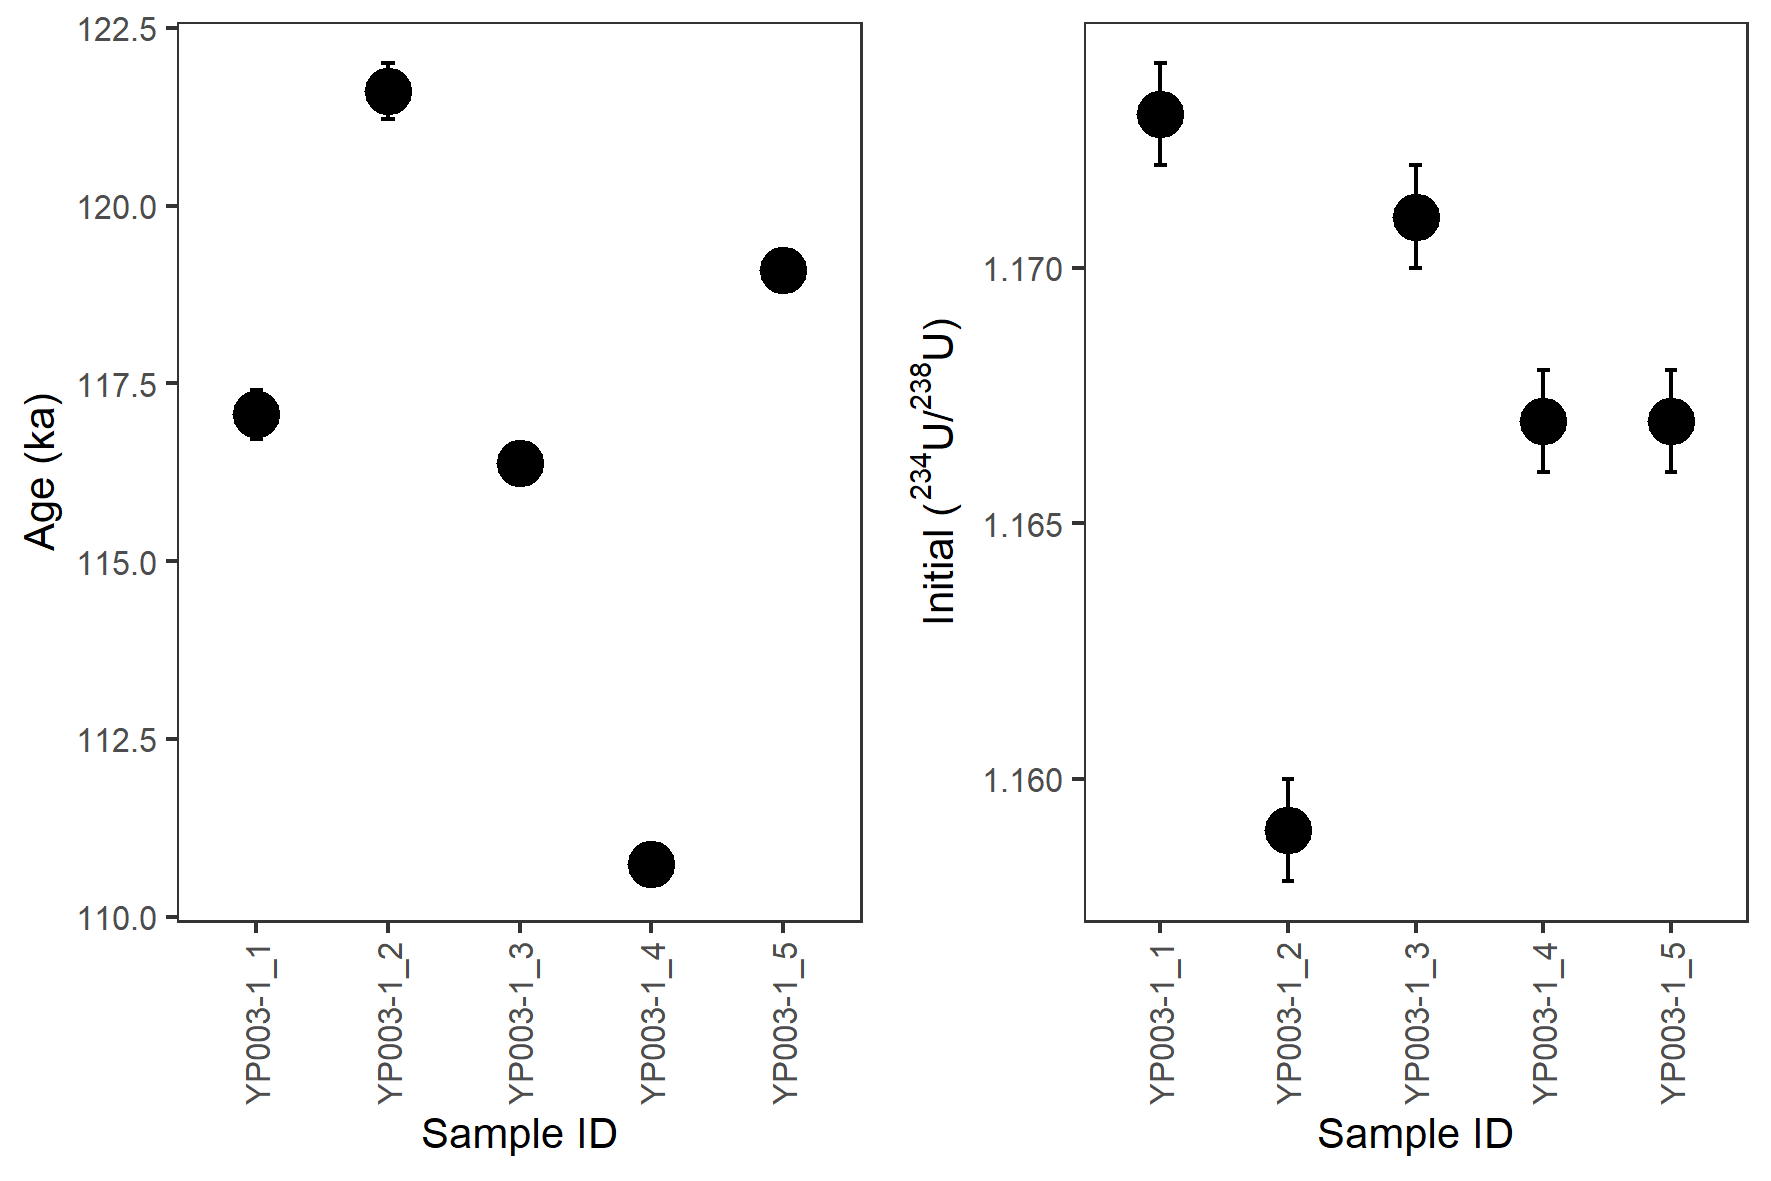 122.5
120.0
117.5
115.0
112.5
110.0
Age (ka)
YP003-1_1
YP003-1_2
YP003-1_3
YP003-1_4
YP003-1_5
Sample ID
1.170
1.165
1.160
Initial (²³⁴U/²³⁸U)
YP003-1_1
YP003-1_2
YP003-1_3
YP003-1_4
YP003-1_5
Sample ID